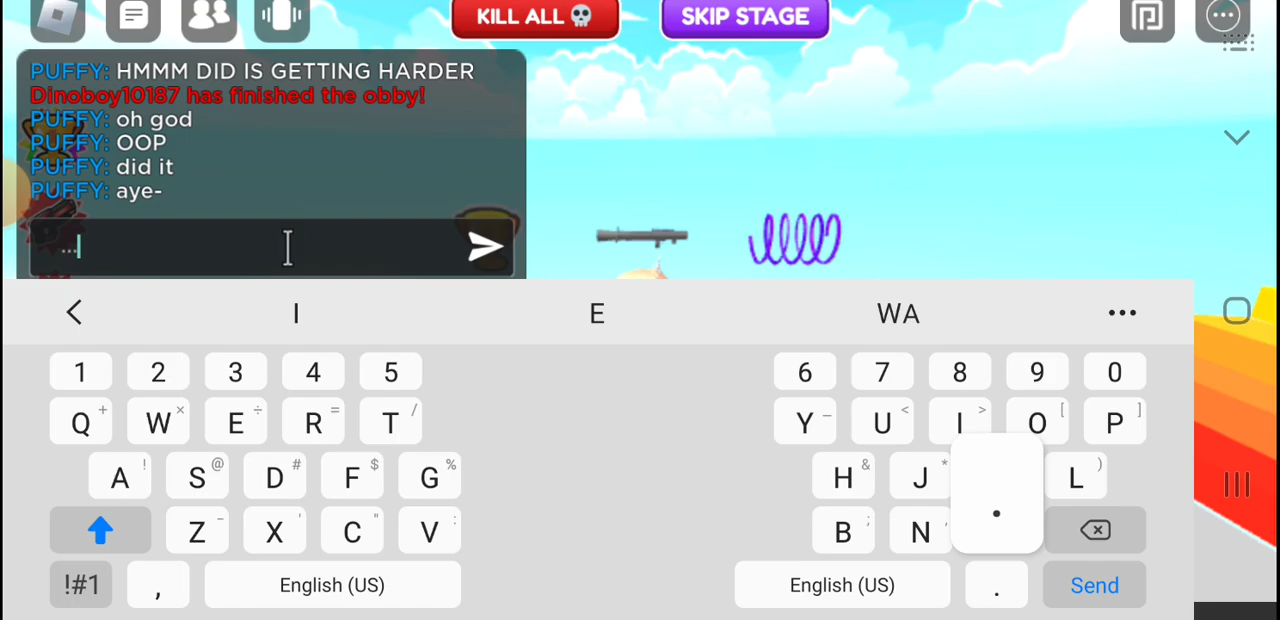 KILL ALL
SKIP STAGE
PUFFY: HMMM DID IS GETTING HARDER
Dinoboy10187 has finished the obby!
PUFFY: oh god
PUFFY: OOP
PUFFY: did it
PUFFY: aye-
...
I E WA
1 2 3 4 5 6 7 8 9 0
Q + W × E ÷ R = T / Y _ U < I > O [ P ]
A ! S @ D # F $ G % H & J * L )
Z - X ' C " V : B ; N ,
!#1 , English (US) English (US) . Send
.